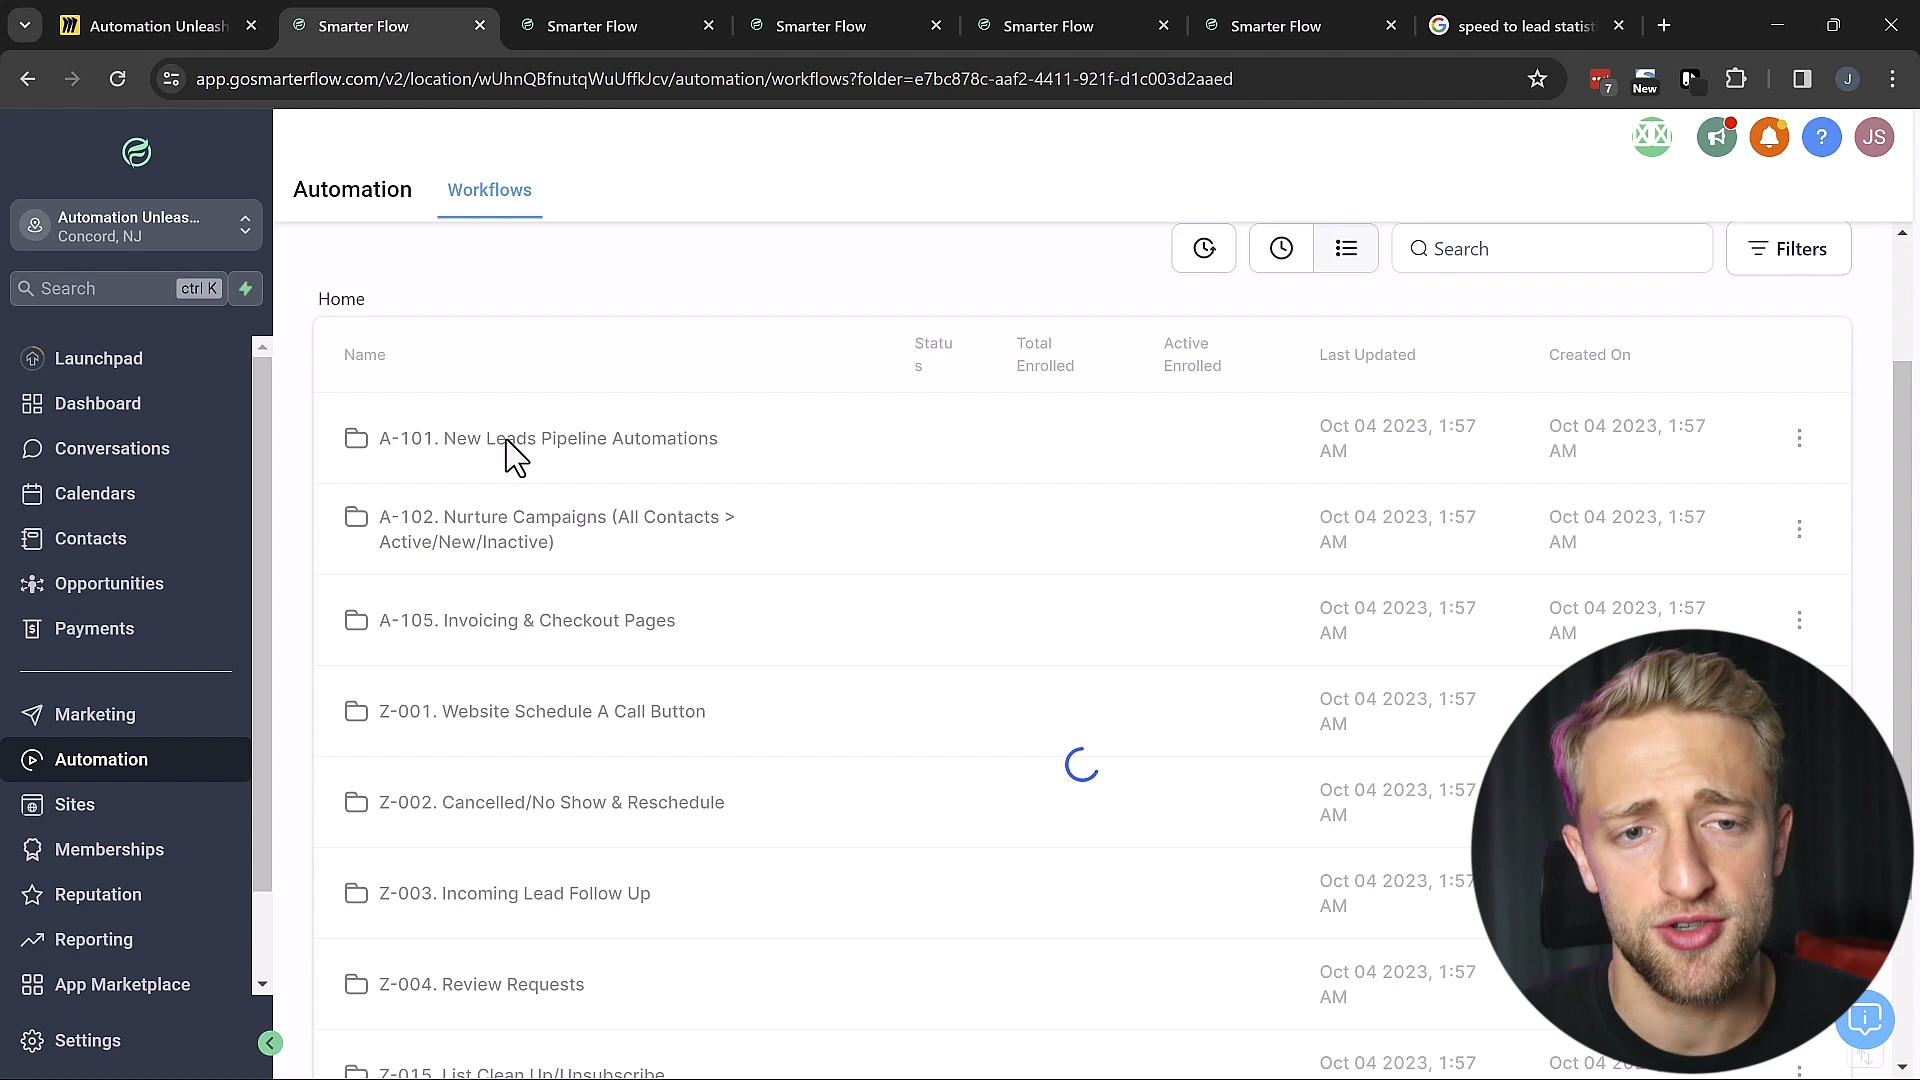 Automation Unleash
Smarter Flow
Smarter Flow
Smarter Flow
Smarter Flow
Smarter Flow
speed to lead statist
app.gosmarterflow.com/v2/location/wUhnQBfnutqWuUffkJcv/automation/workflows?folder=e7bc878c-aaf2-4411-921f-d1c003d2aaed
7
New
J
Automation Unleas...
Concord, NJ
Search
ctrl K
Launchpad
Dashboard
Conversations
Calendars
Contacts
Opportunities
Payments
Marketing
Automation
Sites
Memberships
Reputation
Reporting
App Marketplace
Settings
?
JS
Automation
Workflows
Search
Filters
Home
Name
Statu
s
Total
Enrolled
Active
Enrolled
Last Updated
Created On
A-101. New Leads Pipeline Automations
Oct 04 2023, 1:57
AM
Oct 04 2023, 1:57
AM
A-102. Nurture Campaigns (All Contacts >
Active/New/Inactive)
Oct 04 2023, 1:57
AM
Oct 04 2023, 1:57
AM
A-105. Invoicing & Checkout Pages
Oct 04 2023, 1:57
AM
Oct 04 2023, 1:57
AM
Z-001. Website Schedule A Call Button
Oct 04 2023, 1:57
AM
Z-002. Cancelled/No Show & Reschedule
Oct 04 2023, 1:57
AM
Z-003. Incoming Lead Follow Up
Oct 04 2023, 1:57
AM
Z-004. Review Requests
Oct 04 2023, 1:57
AM
Z-015. List Clean Up/Unsubscribe
Oct 04 2023, 1:57
Oct 04 20